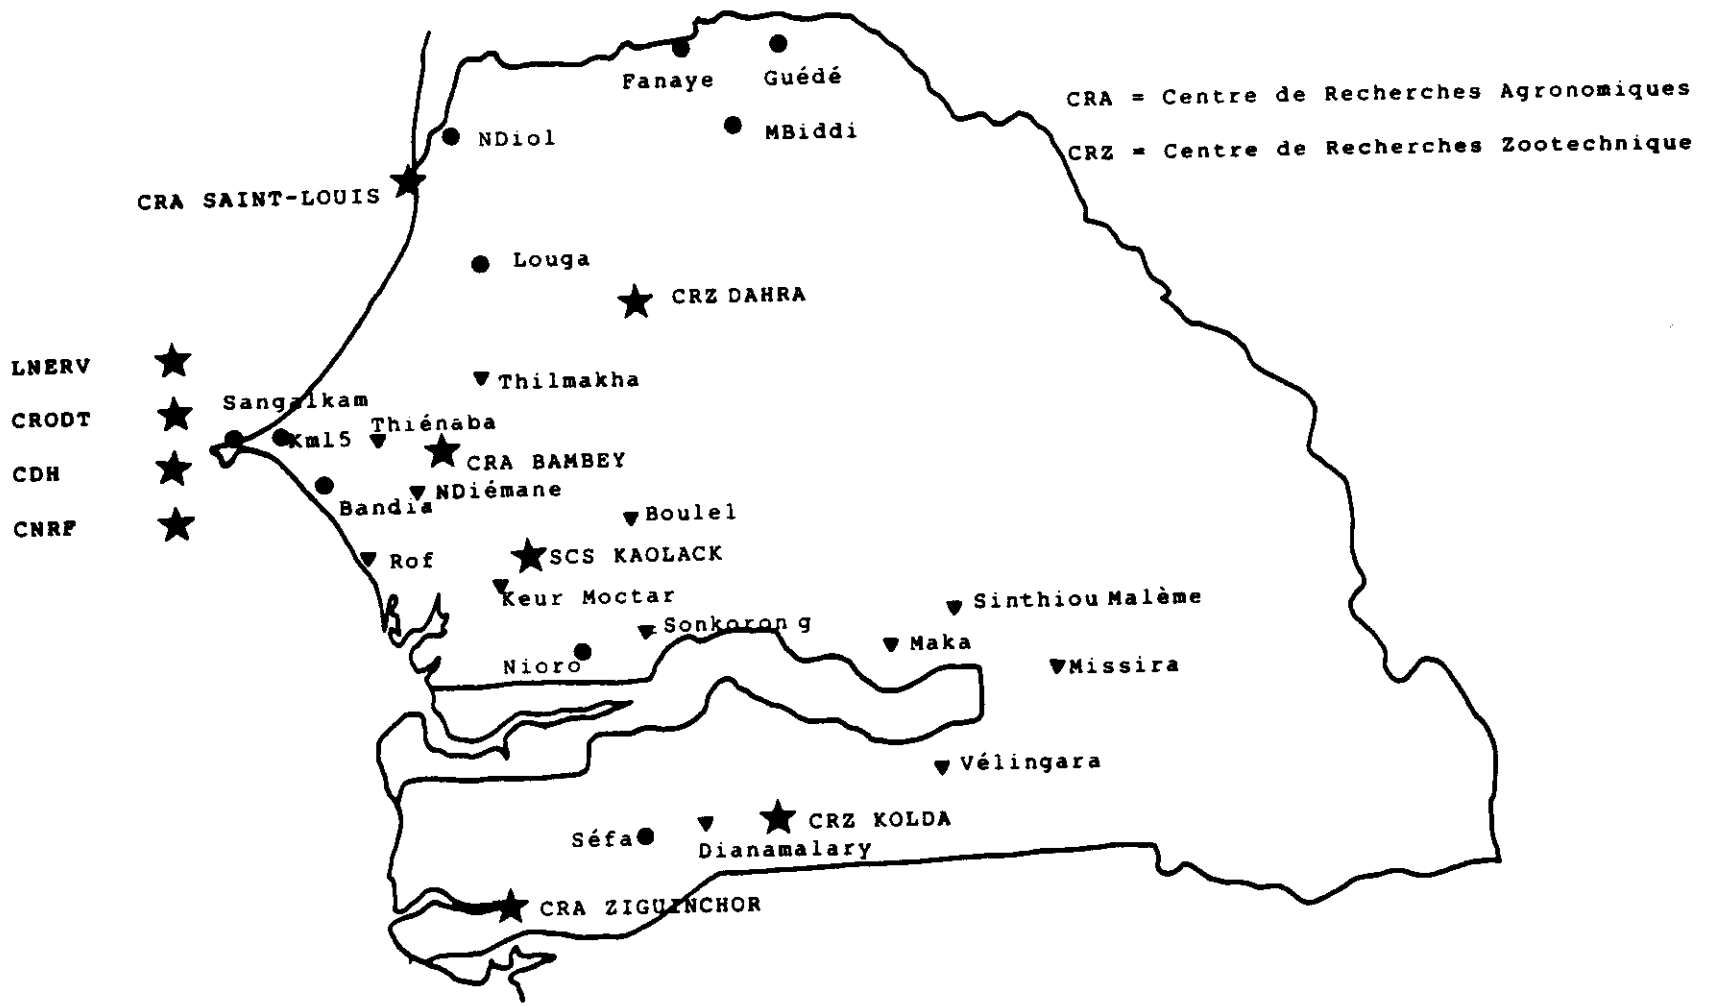 Fanaye
Guédé
CRA = Centre de Recherches Agronomiques
NDiol
MBiddi
CRZ = Centre de Recherches Zootechnique
CRA SAINT-LOUIS
Louga
CRZ DAHRA
LNERV
Thilmakha
Sangalkam
CRODT
Thiénaba
Km15
CRA BAMBEY
CDH
NDiémane
Bandia
Boulel
CNRF
Rof
SCS KAOLACK
Keur Moctar
Sinthiou Malème
Sonkorong
Maka
Nioro
Missira
Vélingara
CRZ KOLDA
Séfa
Dianamalary
CRA ZIGUINCHOR